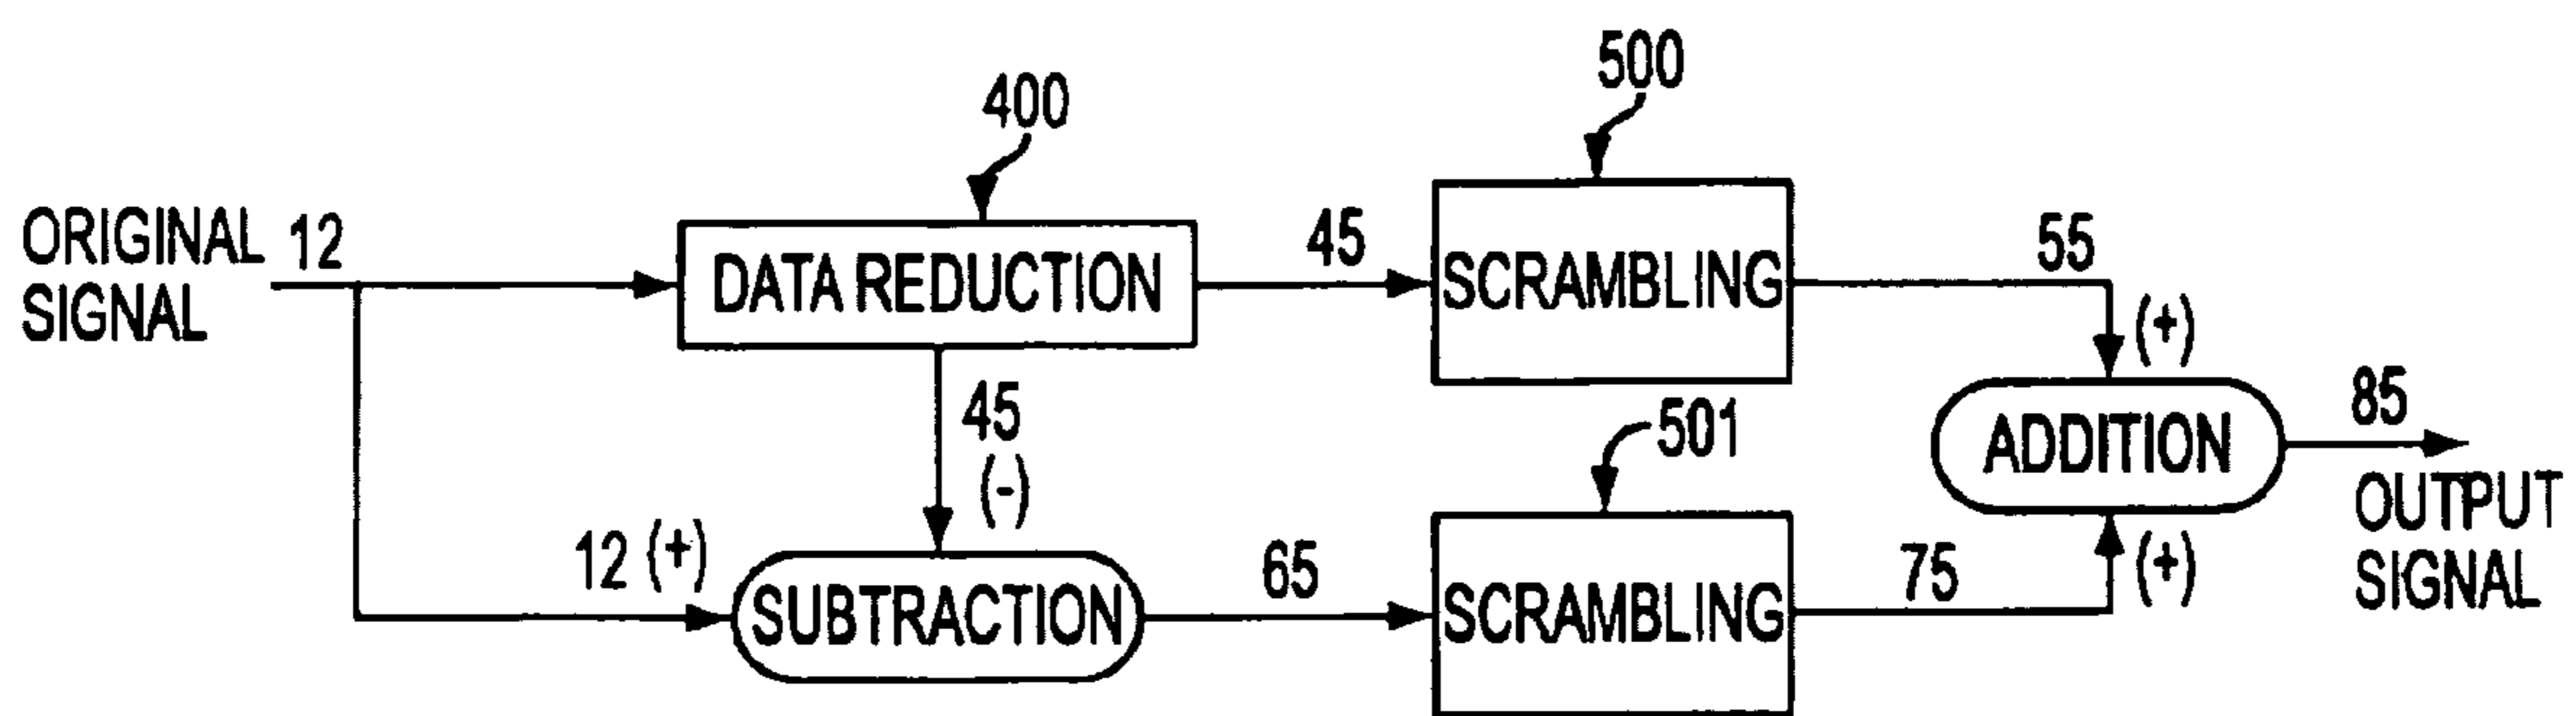 400
500
ORIGINAL
SIGNAL
12
DATA REDUCTION
45
SCRAMBLING
55
(+)
45
(-)
501
ADDITION
85
OUTPUT
SIGNAL
12 (+)
SUBTRACTION
65
SCRAMBLING
75
(+)